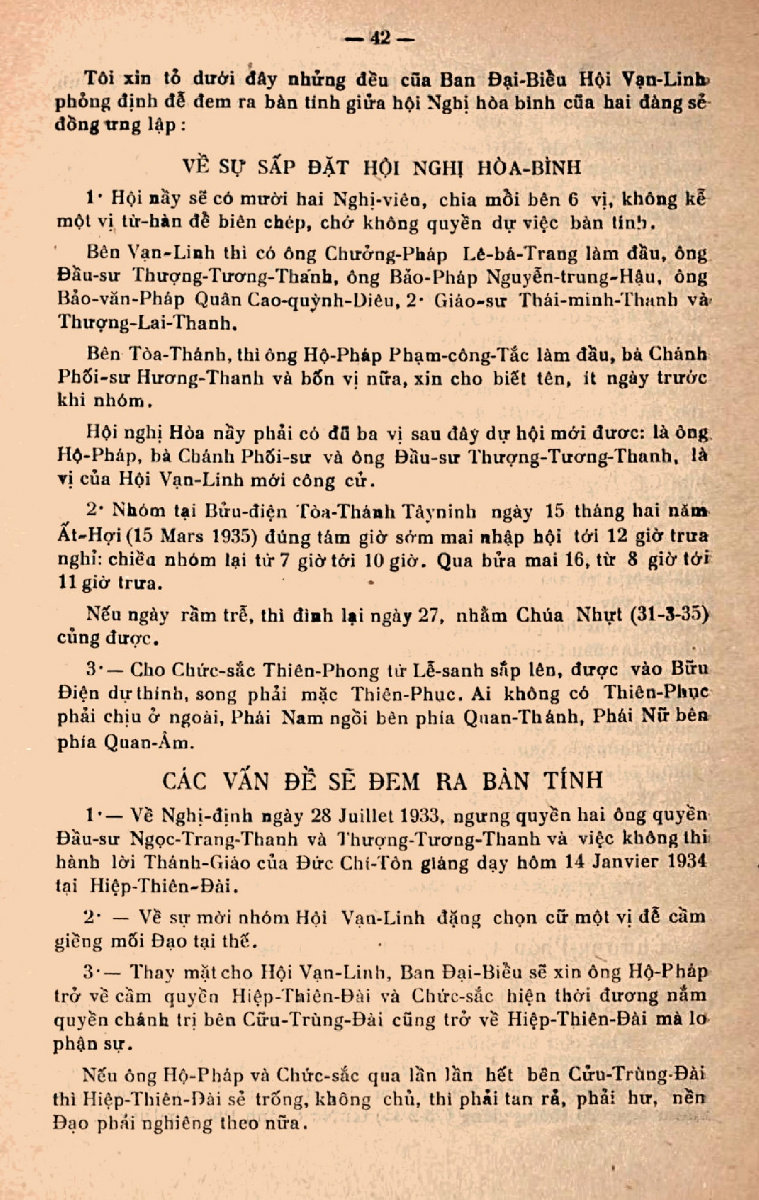 — 42 —
Tôi xin tỏ dưới đây những đều của Ban Đại-Biểu Hội Vạn-Linh
phỏng định để đem ra bàn tính giửa hội Nghị hòa bình của hai đàng sẽ
đồng ưng lập :
VỀ SỰ SẤP ĐẶT HỘI NGHỊ HÒA-BÌNH
1· Hội nầy sẽ có mười hai Nghị-viên, chia mỗi bên 6 vị, không kể
một vị từ-hàn để biên chép, chớ không quyền dự việc bàn tính.
Bên Vạn-Linh thì có ông Chưởng-Pháp Lê-bá-Trang làm đầu, ông
Đầu-sư Thượng-Tương-Thanh, ông Bảo-Pháp Nguyễn-trung-Hậu, ông
Bảo-văn-Pháp Quân Cao-quỳnh-Diêu, 2· Giáo-sư Thái-minh-Thanh và
Thượng-Lai-Thanh.
Bên Tòa-Thánh, thì ông Hộ-Pháp Phạm-công-Tắc làm đầu, bà Chánh
Phối-sư Hương-Thanh và bốn vị nữa, xin cho biết tên, ít ngày trước
khi nhóm.
Hội nghị Hòa nầy phải có đũ ba vị sau đây dự hội mới được: là ông
Hộ-Pháp, bà Chánh Phối-sư và ông Đầu-sư Thượng-Tương-Thanh, là
vị của Hội Vạn-Linh mới công cử.
2· Nhóm tại Bửu-điện Tòa-Thánh Tâyninh ngày 15 tháng hai năm
Ất-Hợi (15 Mars 1935) đúng tám giờ sớm mai nhập hội tới 12 giờ trưa
nghỉ: chiều nhóm lại từ 7 giờ tới 10 giờ. Qua bửa mai 16, từ 8 giờ tới
11 giờ trưa.
Nếu ngày rằm trễ, thì đình lại ngày 27, nhằm Chúa Nhựt (31-3-35)
củng được.
3·— Cho Chức-sắc Thiên-Phong từ Lễ-sanh sắp lên, được vào Bửu
Điện dự thính, song phải mặc Thiên-Phục. Ai không có Thiên-Phục
phải chịu ở ngoài, Phái Nam ngồi bên phía Quan-Thánh, Phái Nữ bên
phía Quan-Âm.
CÁC VẤN ĐỀ SẼ ĐEM RA BÀN TÍNH
1·— Về Nghị-định ngày 28 Juillet 1933, ngưng quyền hai ông quyền
Đầu-sư Ngọc-Trang-Thanh và Thượng-Tương-Thanh và việc không thi
hành lời Thánh-Giáo của Đức Chí-Tôn giáng dạy hôm 14 Janvier 1934
tại Hiệp-Thiên-Đài.
2· — Về sự mời nhóm Hội Vạn-Linh đặng chọn cữ một vị để cầm
giềng mối Đạo tại thế.
3·— Thay mặt cho Hội Vạn-Linh, Ban Đại-Biểu sẽ xin ông Hộ-Pháp
trở về cầm quyền Hiệp-Thiên-Đài và Chức-sắc hiện thời đương nắm
quyền chánh trị bên Cữu-Trùng-Đài cũng trở về Hiệp-Thiên-Đài mà lo
phận sự.
Nếu ông Hộ-Pháp và Chức-sắc qua lần lần hết bên Cửu-Trùng-Đài
thì Hiệp-Thiên-Đài sẻ trống, không chủ, thì phải tan rả, phải hư, nền
Đạo phải nghiêng theo nữa.